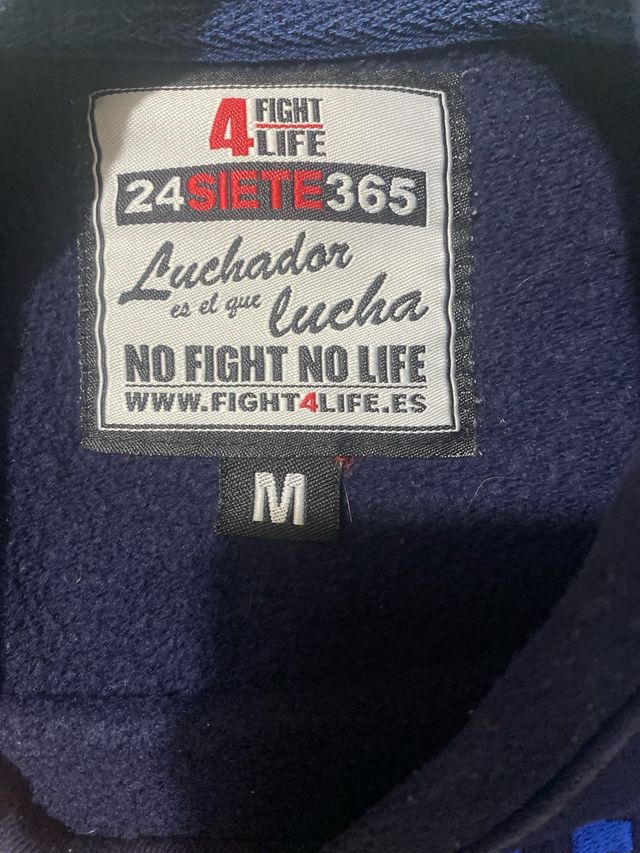 4 FIGHT
LIFE
24SIETE365
Luchador
es el que lucha
NO FIGHT NO LIFE
WWW.FIGHT4LIFE.ES
M